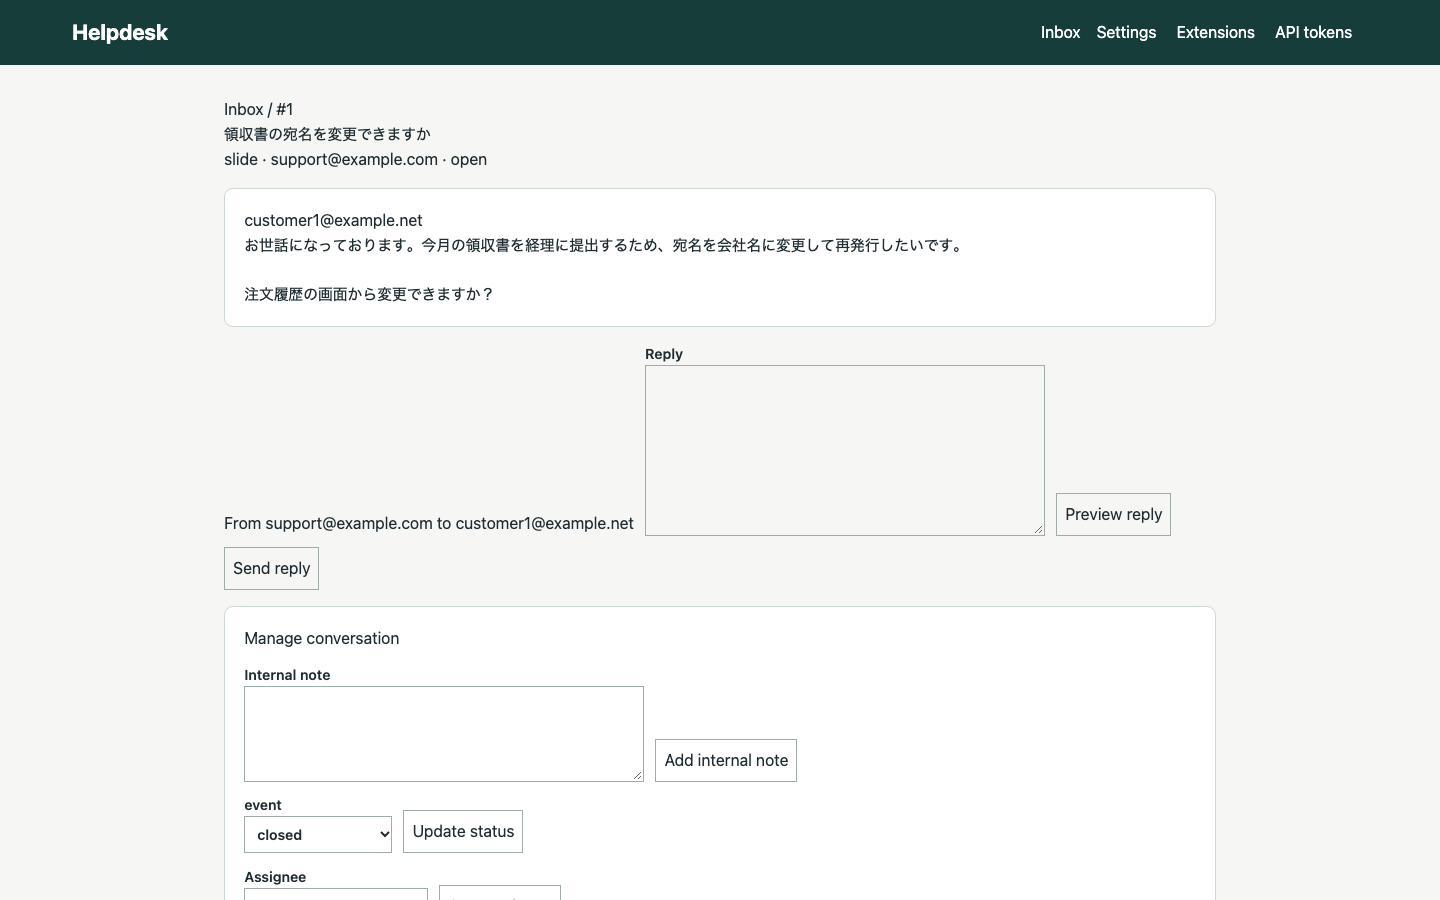 Helpdesk
Inbox Settings Extensions API tokens
Inbox / #1
領収書の宛名を変更できますか
slide · support@example.com · open
customer1@example.net
お世話になっております。今月の領収書を経理に提出するため、宛名を会社名に変更して再発行したいです。
注文履歴の画面から変更できますか？
Reply
From support@example.com to customer1@example.net
Preview reply
Send reply
Manage conversation
Internal note
Add internal note
event
closed
Update status
Assignee